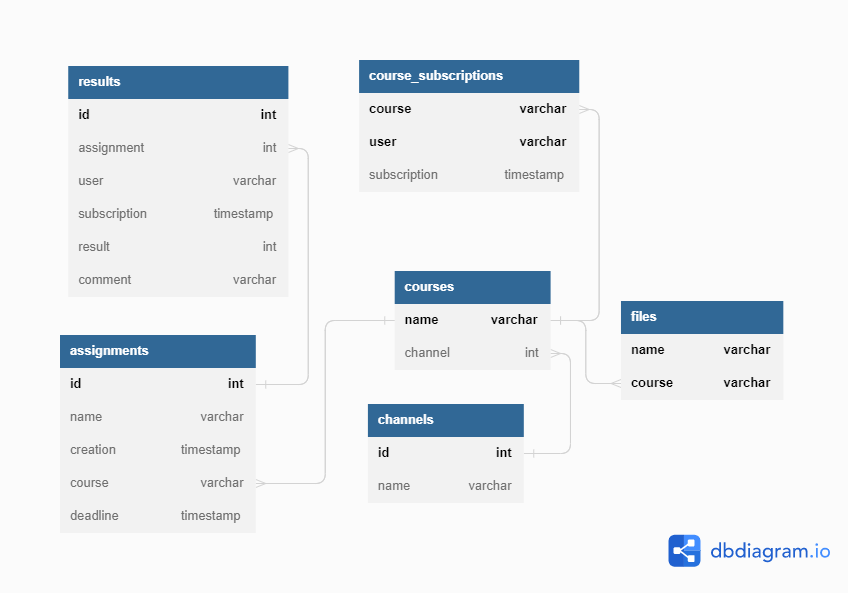 results
id int
assignment int
user varchar
subscription timestamp
result int
comment varchar
course_subscriptions
course varchar
user varchar
subscription timestamp
courses
name varchar
channel int
files
name varchar
course varchar
assignments
id int
name varchar
creation timestamp
course varchar
deadline timestamp
channels
id int
name varchar
dbdiagram.io